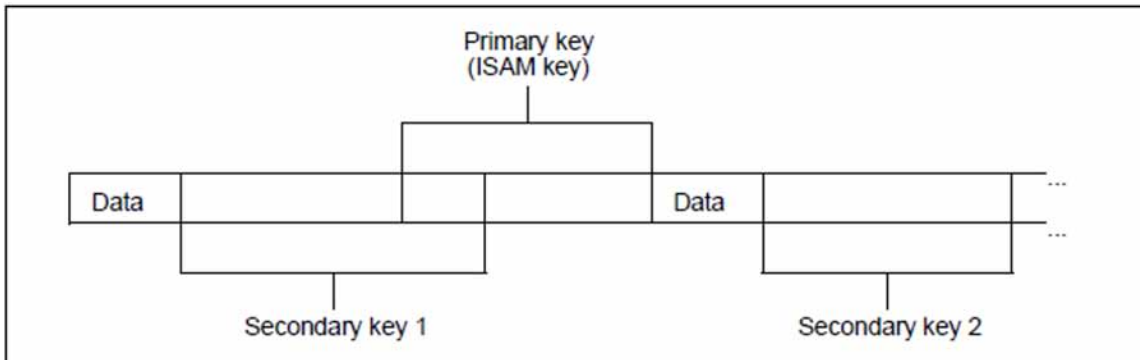 Primary key
(ISAM key)
...
Data
Data
...
Secondary key 1
Secondary key 2